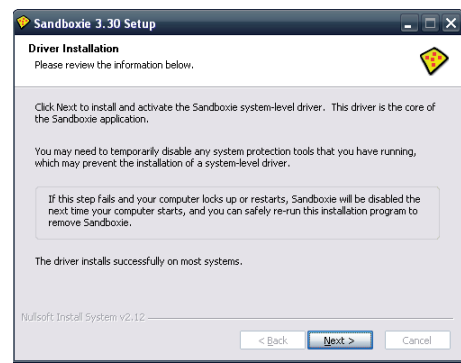 Sandboxie 3.30 Setup
Driver Installation
Please review the information below.
Click Next to install and activate the Sandboxie system-level driver. This driver is the core of
the Sandboxie application.
You may need to temporarily disable any system protection tools that you have running,
which may prevent the installation of a system-level driver.
If this step fails and your computer locks up or restarts, Sandboxie will be disabled the
next time your computer starts, and you can safely re-run this installation program to
remove Sandboxie.
The driver installs successfully on most systems.
Nullsoft Install System v2.12
< Back Next > Cancel